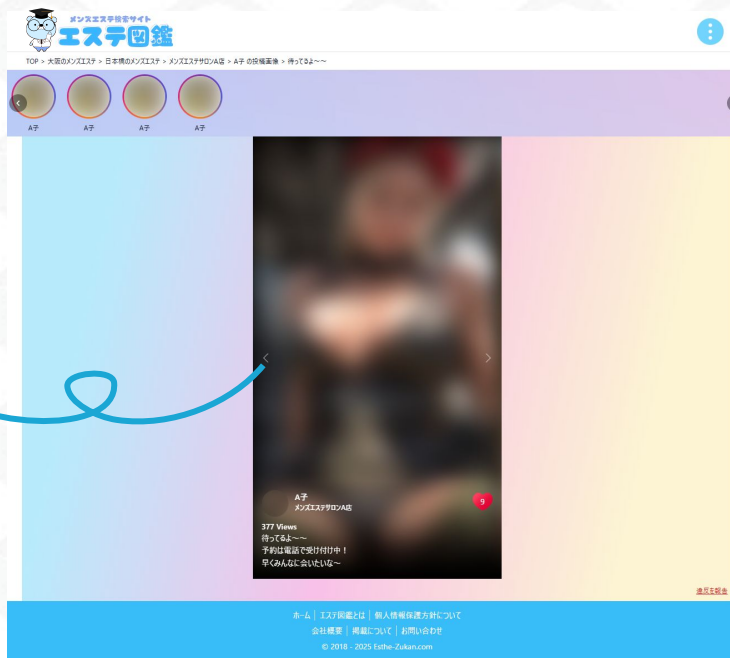 メンズエステ検索サイト
エステ図鑑
TOP > 大阪のメンズエステ > 日本橋のメンズエステ > メンズエステサロンA店 > A子 の投稿画像 > 待ってるよ〜〜
A子
A子
A子
A子
A子
メンズエステサロンA店
9
377 Views
待ってるよ〜〜
予約は電話で受け付け中！
早くみんなに会いたいな〜
違反を報告
ホーム | エステ図鑑とは | 個人情報保護方針について
会社概要 | 掲載について | お問い合わせ
© 2018 - 2025 Esthe-Zukan.com